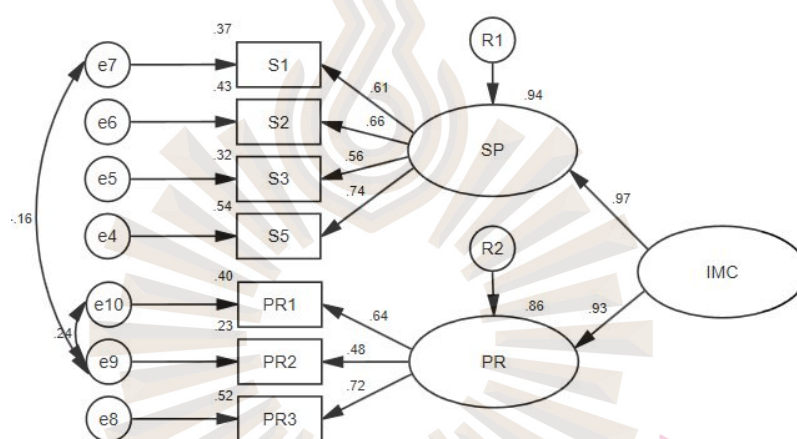 .37
R1
e7
S1
.94
.43
.61
e6
S2
.66
SP
.32
.56
e5
S3
.54
.74
.97
e4
S5
-.16
R2
IMC
.40
e10
PR1
.86
.93
.23
.64
.24
e9
PR2
.48
PR
.52
.72
e8
PR3